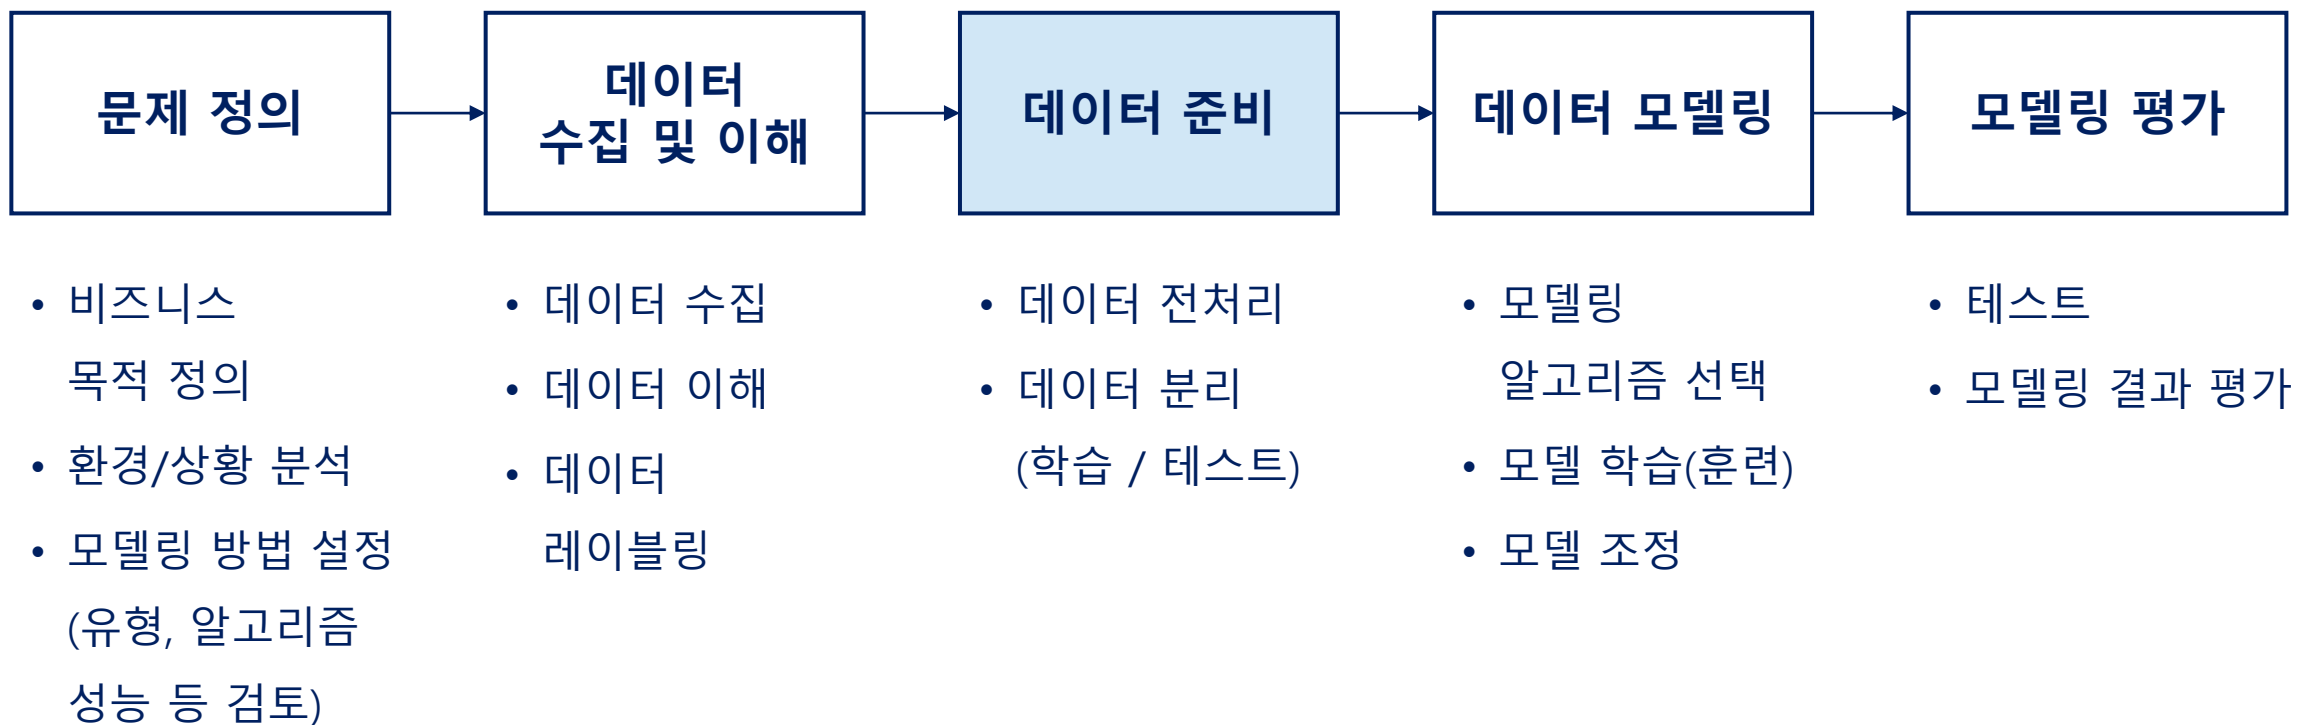 문제 정의
데이터
수집 및 이해
데이터 준비
데이터 모델링
모델링 평가
• 비즈니스
목적 정의
• 환경/상황 분석
• 모델링 방법 설정
(유형, 알고리즘
성능 등 검토)
• 데이터 수집
• 데이터 이해
• 데이터
레이블링
• 데이터 전처리
• 데이터 분리
(학습 / 테스트)
• 모델링
알고리즘 선택
• 모델 학습(훈련)
• 모델 조정
• 테스트
• 모델링 결과 평가